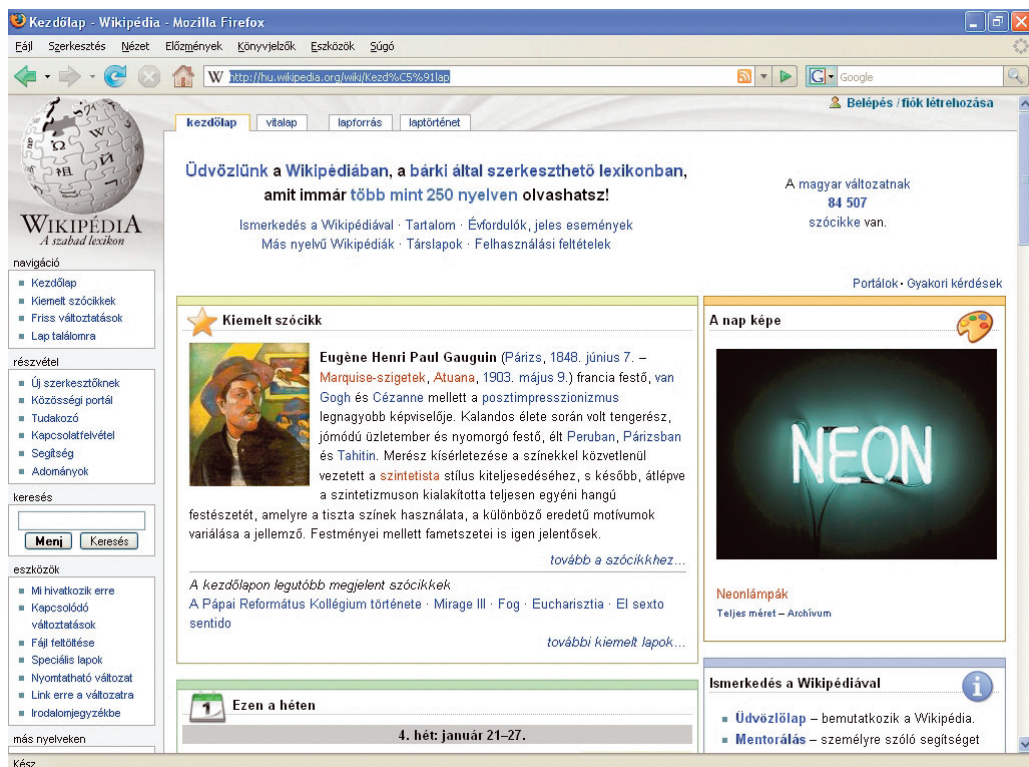 Kezdőlap - Wikipédia - Mozilla Firefox
Fájl Szerkesztés Nézet Előzmények Könyvjelzők Eszközök Súgó
W http://hu.wikipedia.org/wiki/Kezd%C5%91lap
G Google
Belépés / fiók létrehozása
kezdőlap vitalap lapforrás laptörténet
WIKIPÉDIA
A szabad lexikon
navigáció
Kezdőlap
Kiemelt szócikkek
Friss változtatások
Lap találomra
részvétel
Új szerkesztőknek
Közösségi portál
Tudakozó
Kapcsolatfelvétel
Segítség
Adományok
keresés
Menj Keresés
eszközök
Mi hivatkozik erre
Kapcsolódó
változtatások
Fájl feltöltése
Speciális lapok
Nyomtatható változat
Link erre a változatra
Irodalomjegyzékbe
más nyelveken
Üdvözlünk a Wikipédiában, a bárki által szerkeszthető lexikonban,
amit immár több mint 250 nyelven olvashatsz!
Ismerkedés a Wikipédiával · Tartalom · Évfordulók, jeles események
Más nyelvű Wikipédiák · Társlapok · Felhasználási feltételek
A magyar változatnak
84 507
szócikke van.
Portálok · Gyakori kérdések
Kiemelt szócikk
Eugène Henri Paul Gauguin (Párizs, 1848. június 7. –
Marquise-szigetek, Atuana, 1903. május 9.) francia festő, van
Gogh és Cézanne mellett a posztimpresszionizmus
legnagyobb képviselője. Kalandos élete során volt tengerész,
jómódú üzletember és nyomorgó festő, élt Peruban, Párizsban
és Tahitin. Merész kísérletezése a színekkel közvetlenül
vezetett a szintetista stílus kiteljesedéséhez, s később, átlépve
a szintetizmuson kialakította teljesen egyéni hangú
festészetét, amelyre a tiszta színek használata, a különböző eredetű motívumok
variálása a jellemző. Festményei mellett fametszetei is igen jelentősek.
tovább a szócikkhez...
A kezdőlapon legutóbb megjelent szócikkek
A Pápai Református Kollégium története · Mirage III · Fog · Eucharisztia · El sexto
sentido
további kiemelt lapok...
1 Ezen a héten
4. hét: január 21–27.
A nap képe
NEON
Neonlámpák
Teljes méret – Archívum
Ismerkedés a Wikipédiával
Üdvözlőlap – bemutatkozik a Wikipédia.
Mentorálás – személyre szóló segítséget
Kész